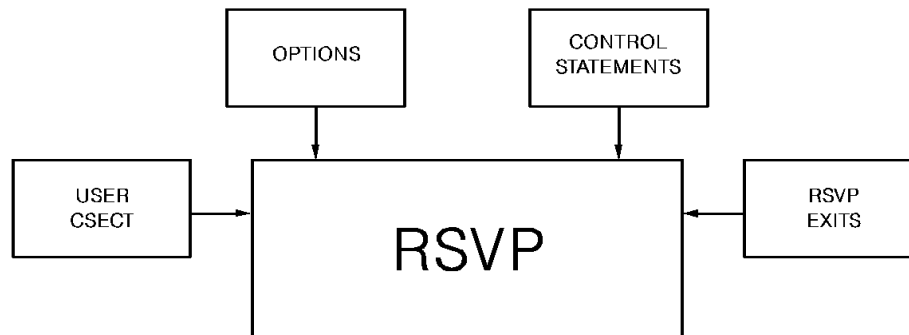 OPTIONS
CONTROL
STATEMENTS
USER
CSECT
RSVP
RSVP
EXITS